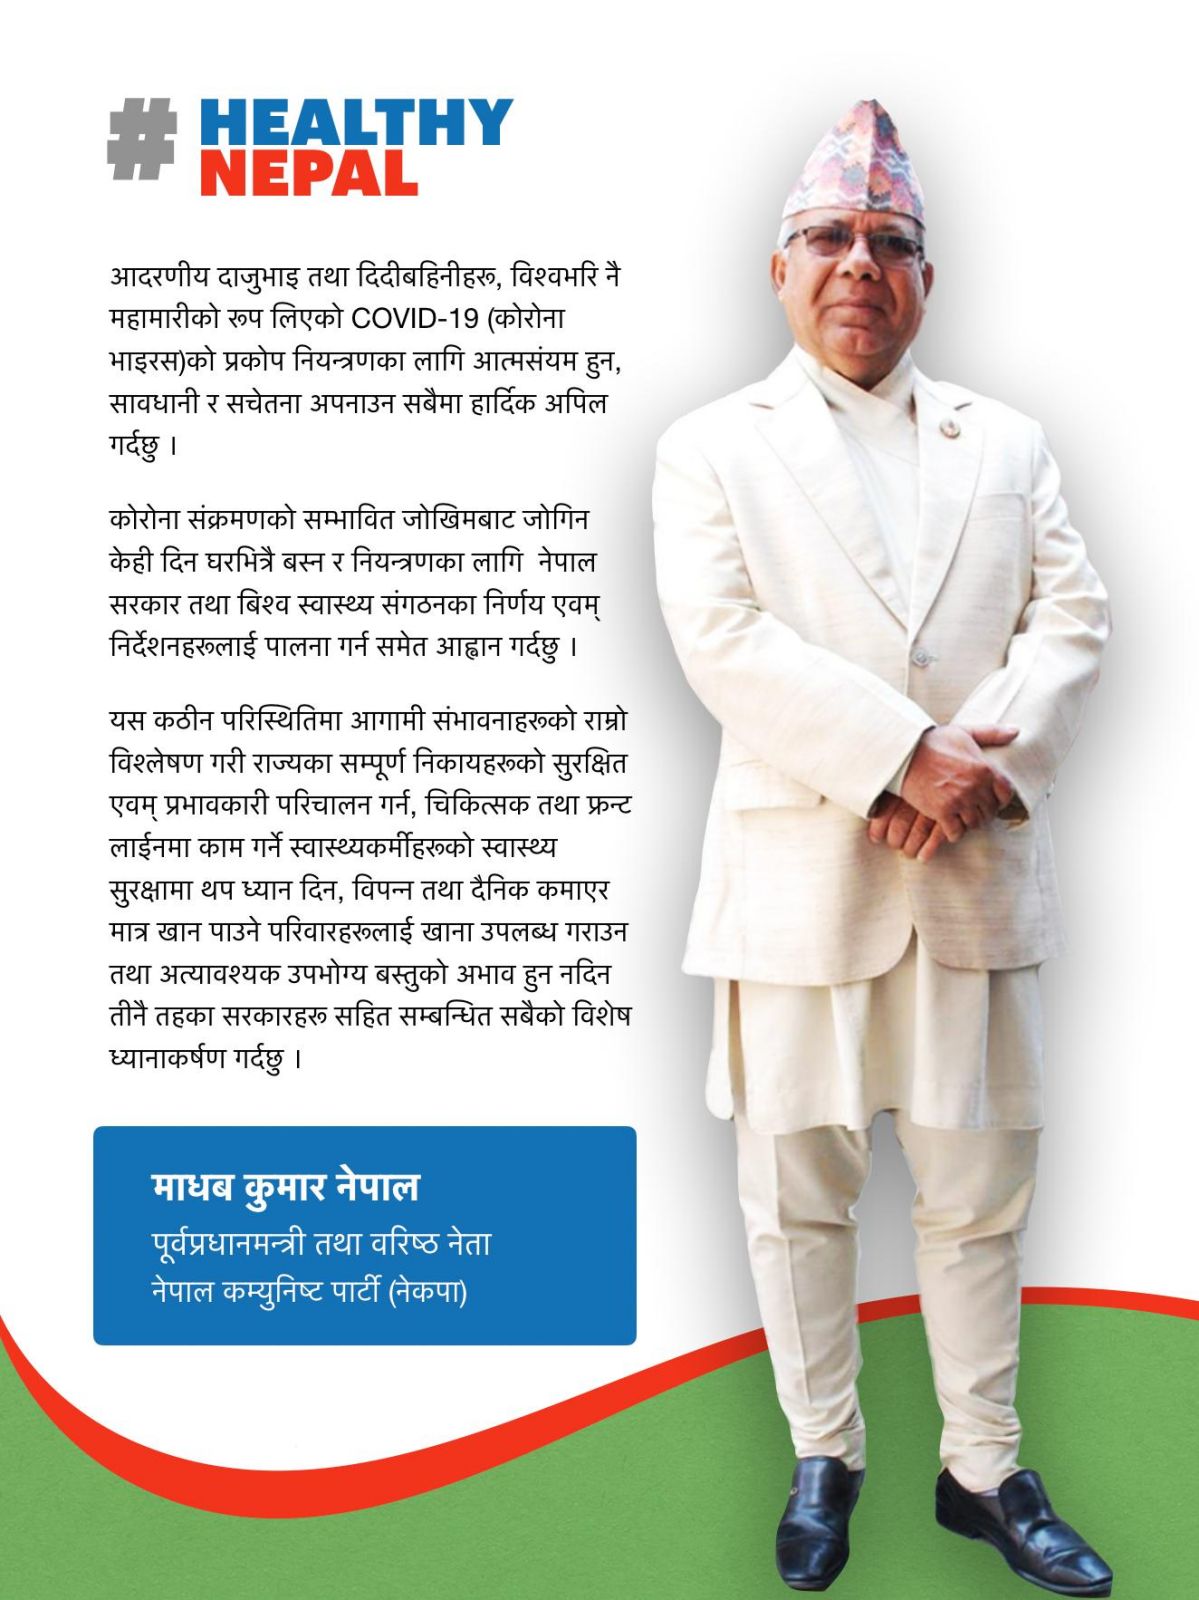 # HEALTHY
NEPAL
आदरणीय दाजुभाइ तथा दिदीबहिनीहरू, विश्वभरि नै
महामारीको रूप लिएको COVID-19 (कोरोना
भाइरस)को प्रकोप नियन्त्रणका लागि आत्मसंयम हुन,
सावधानी र सचेतना अपनाउन सबैमा हार्दिक अपिल
गर्दछु ।
कोरोना संक्रमणको सम्भावित जोखिमबाट जोगिन
केही दिन घरभित्रै बस्न र नियन्त्रणका लागि नेपाल
सरकार तथा बिश्व स्वास्थ्य संगठनका निर्णय एवम्
निर्देशनहरूलाई पालना गर्न समेत आह्वान गर्दछु ।
यस कठीन परिस्थितिमा आगामी संभावनाहरूको राम्रो
विश्लेषण गरी राज्यका सम्पूर्ण निकायहरूको सुरक्षित
एवम् प्रभावकारी परिचालन गर्न, चिकित्सक तथा फ्रन्ट
लाईनमा काम गर्ने स्वास्थ्यकर्मीहरूको स्वास्थ्य
सुरक्षामा थप ध्यान दिन, विपन्न तथा दैनिक कमाएर
मात्र खान पाउने परिवारहरूलाई खाना उपलब्ध गराउन
तथा अत्यावश्यक उपभोग्य बस्तुको अभाव हुन नदिन
तीनै तहका सरकारहरू सहित सम्बन्धित सबैको विशेष
ध्यानाकर्षण गर्दछु ।
माधब कुमार नेपाल
पूर्वप्रधानमन्त्री तथा वरिष्ठ नेता
नेपाल कम्युनिष्ट पार्टी (नेकपा)